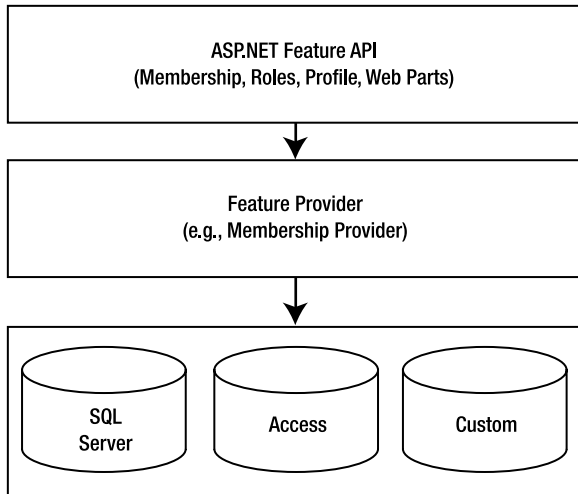 ASP.NET Feature API
(Membership, Roles, Profile, Web Parts)
Feature Provider
(e.g., Membership Provider)
SQL
Server
Access
Custom